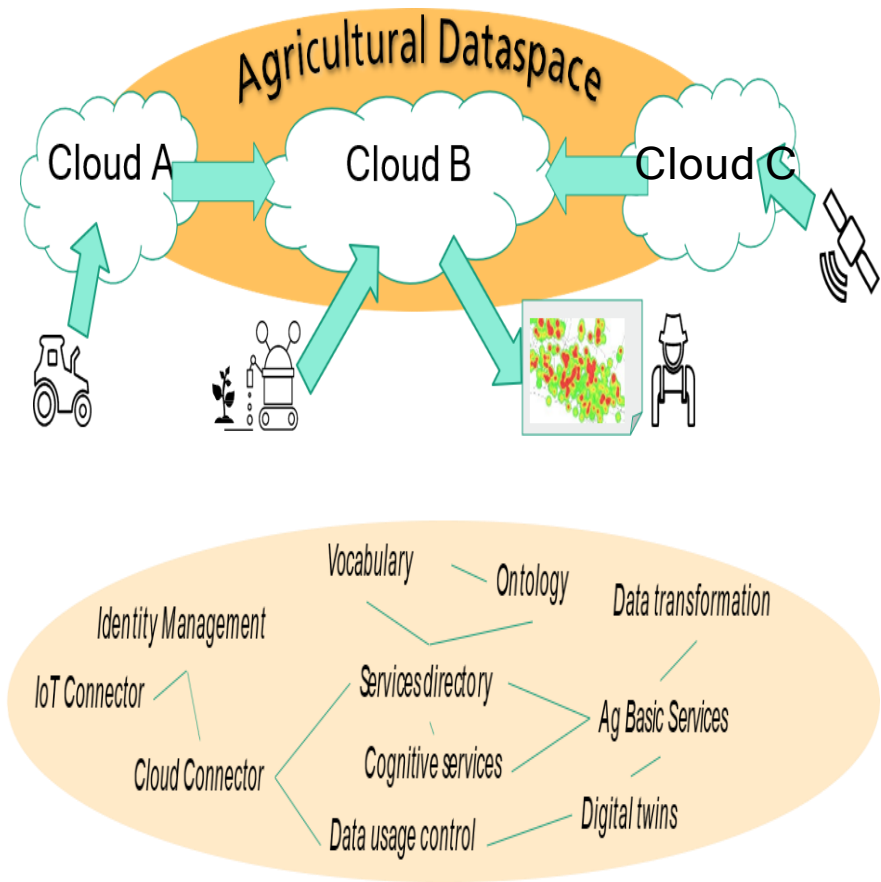 Agricultural Dataspace
Cloud A
Cloud B
Cloud C
Vocabulary
Ontology
Data transformation
Identity Management
IoT Connector
Services directory
Ag Basic Services
Cloud Connector
Cognitive services
Digital twins
Data usage control